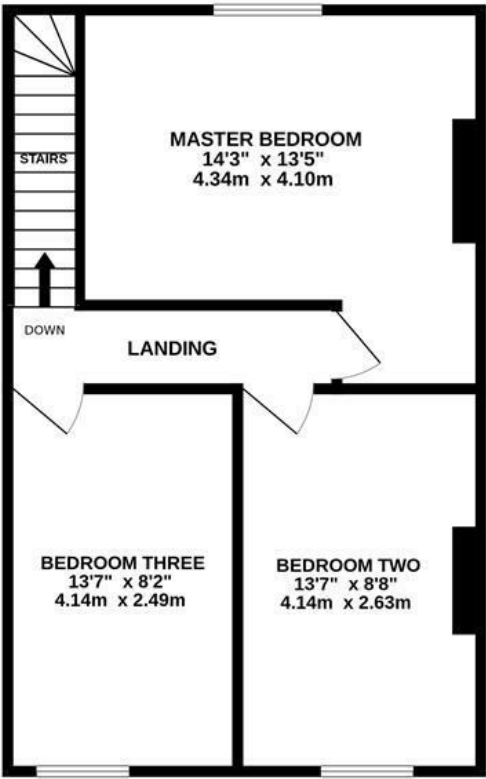 MASTER BEDROOM
14'3" x 13'5"
4.34m x 4.10m
STAIRS
DOWN
LANDING
BEDROOM THREE
13'7" x 8'2"
4.14m x 2.49m
BEDROOM TWO
13'7" x 8'8"
4.14m x 2.63m